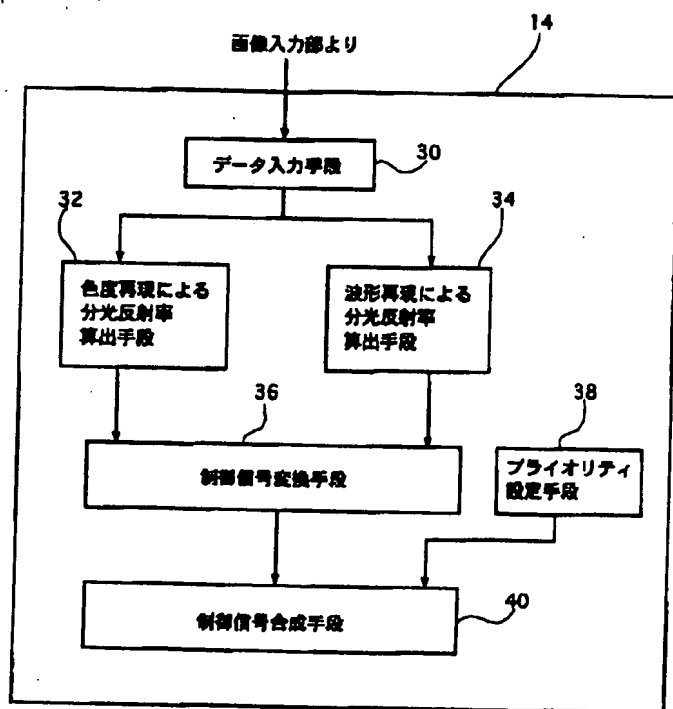 14
画像入力部より
データ入力手段
30
32
34
色度再現による
分光反射率
算出手段
波形再現による
分光反射率
算出手段
36
38
制御信号変換手段
プライオリティ
設定手段
制御信号合成手段
40